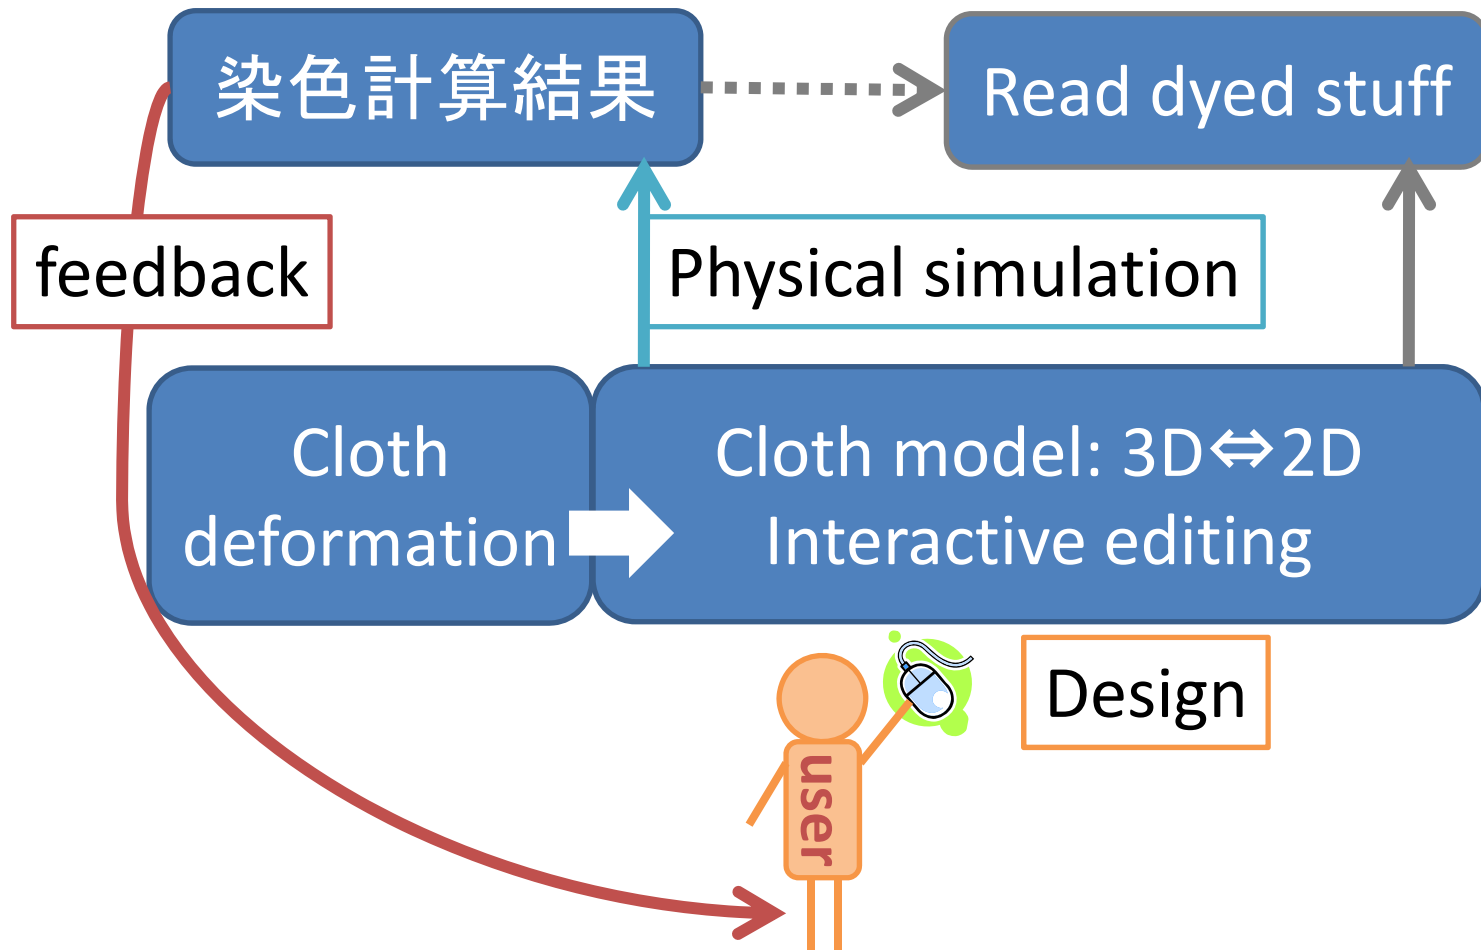 染色計算結果
Read dyed stuff
feedback
Physical simulation
Cloth
deformation
Cloth model: 3D⇔2D
Interactive editing
Design
user